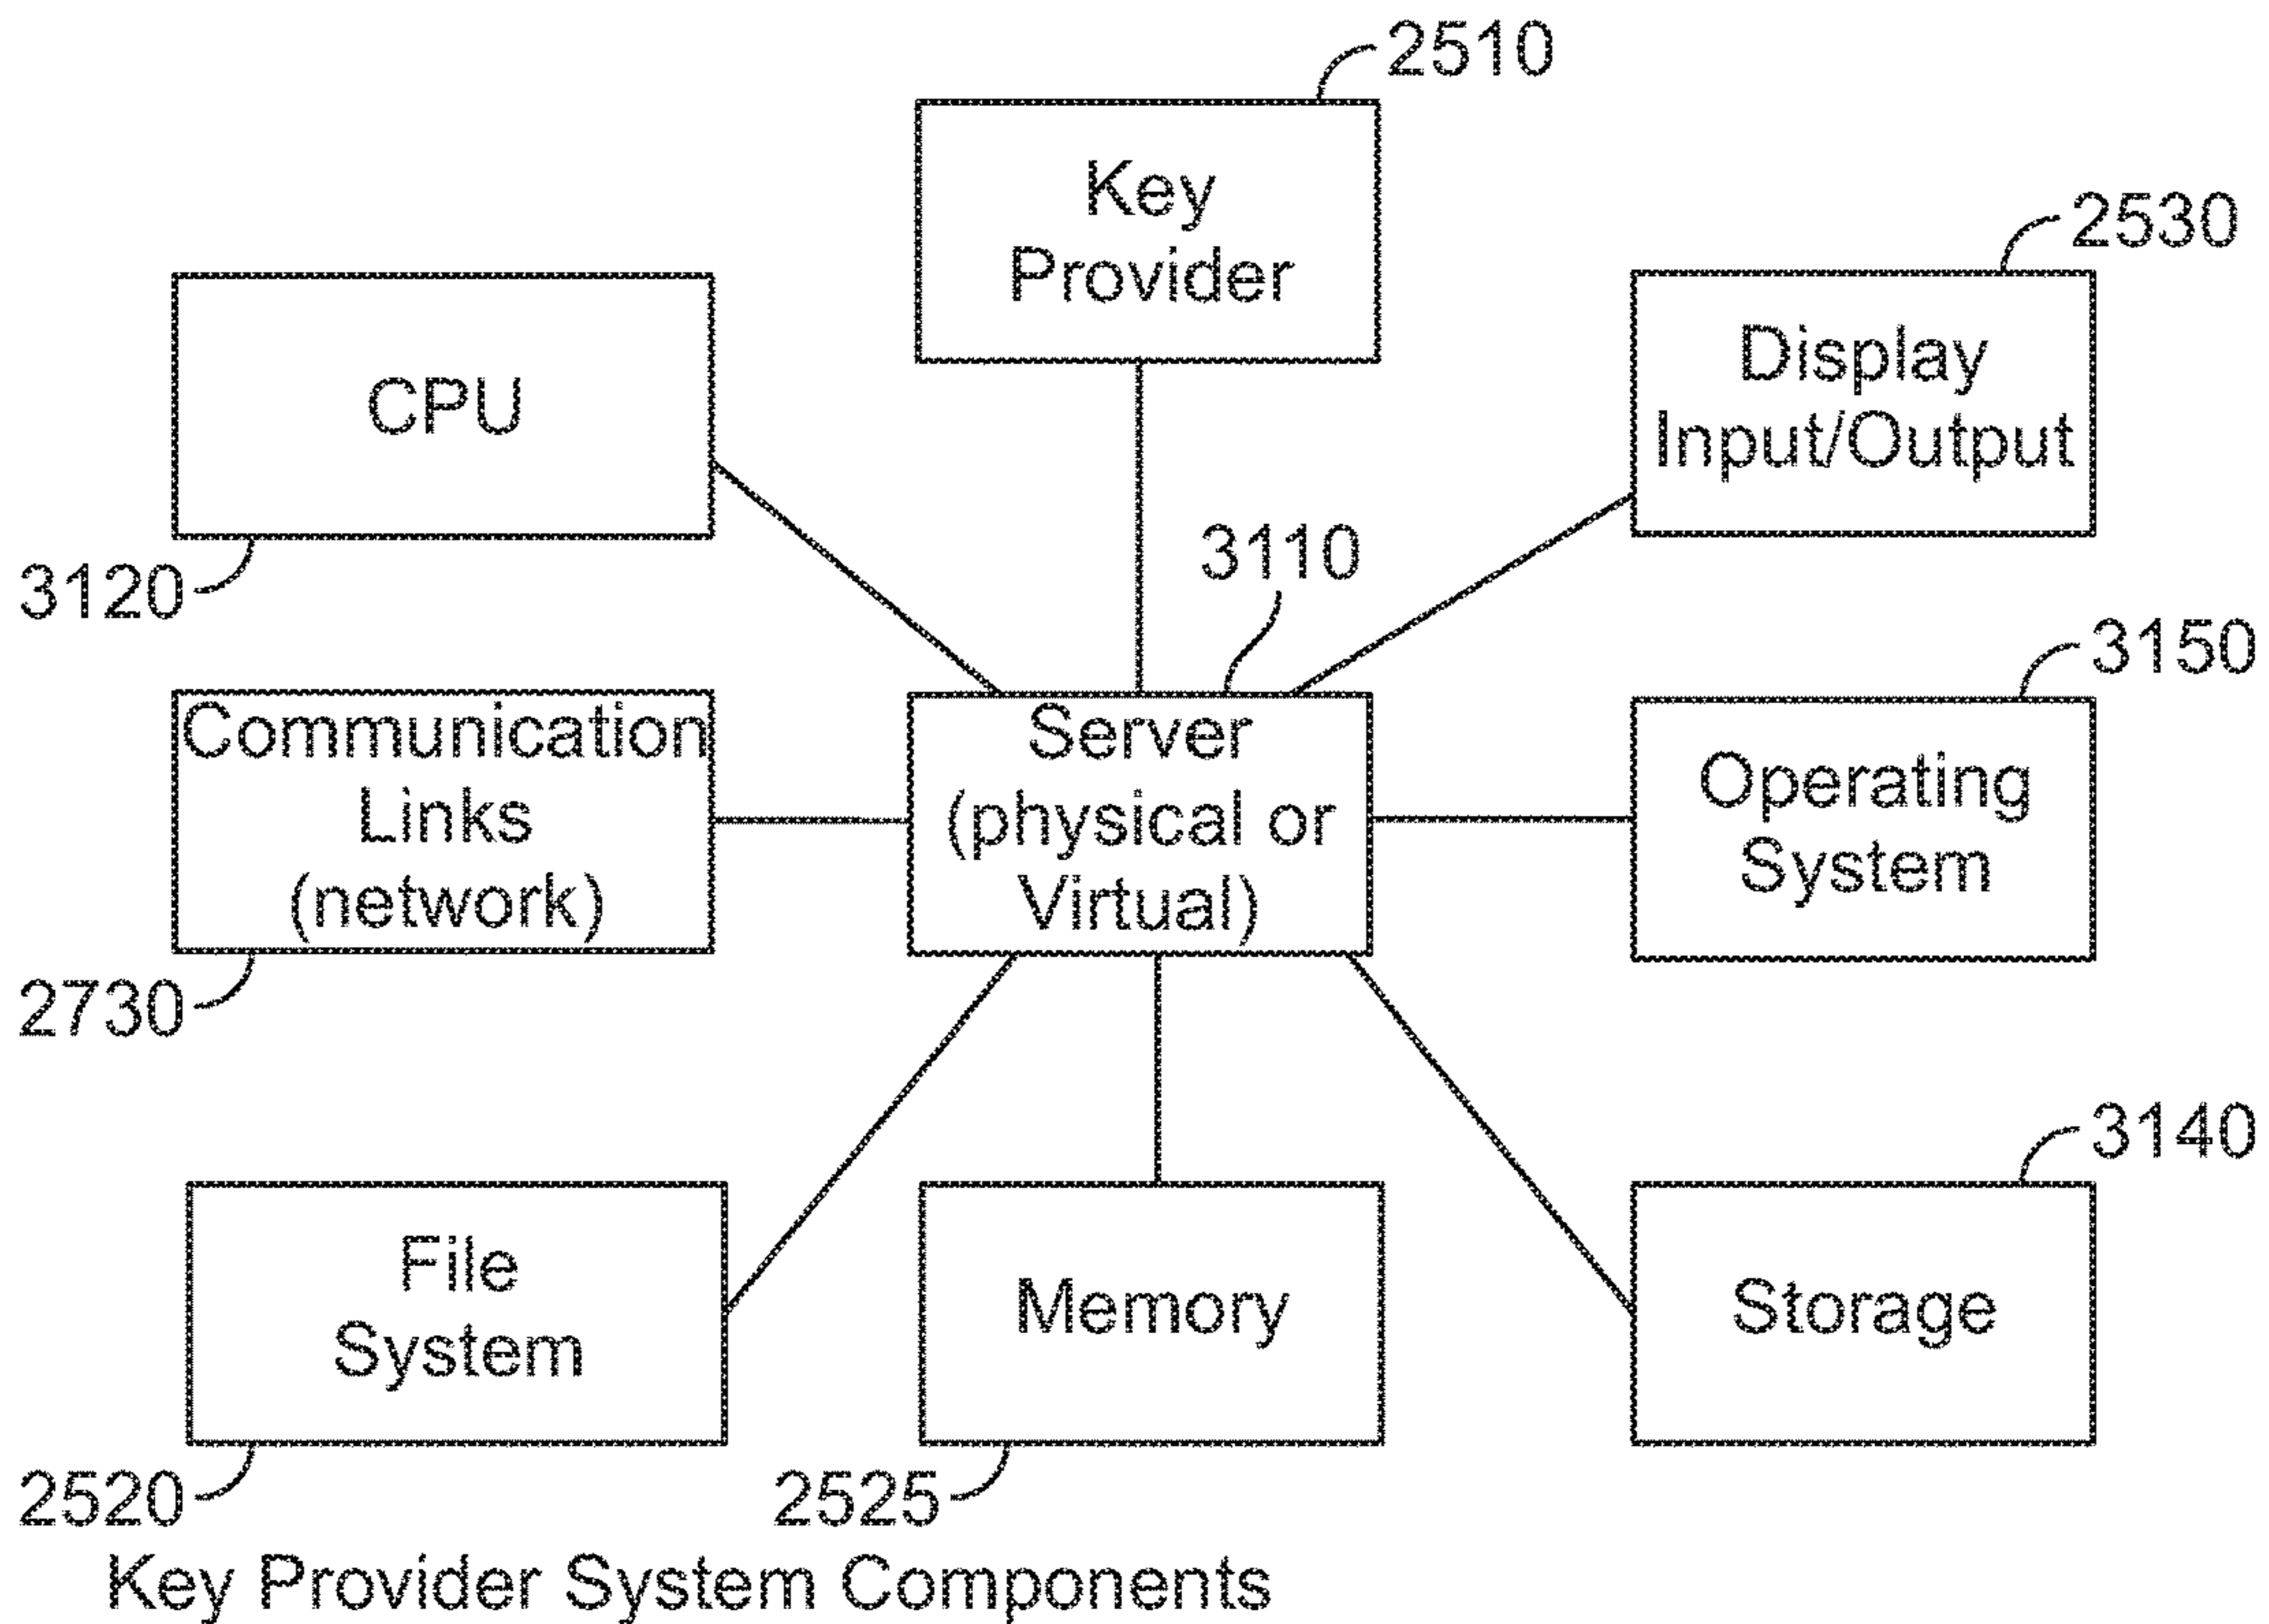 2510
Key
Provider
2530
Display
Input/Output
CPU
3120
3110
3150
Communication
Links
(network)
2730
Server
(physical or
Virtual)
Operating
System
3140
File
System
2520
Memory
2525
Storage
Key Provider System Components